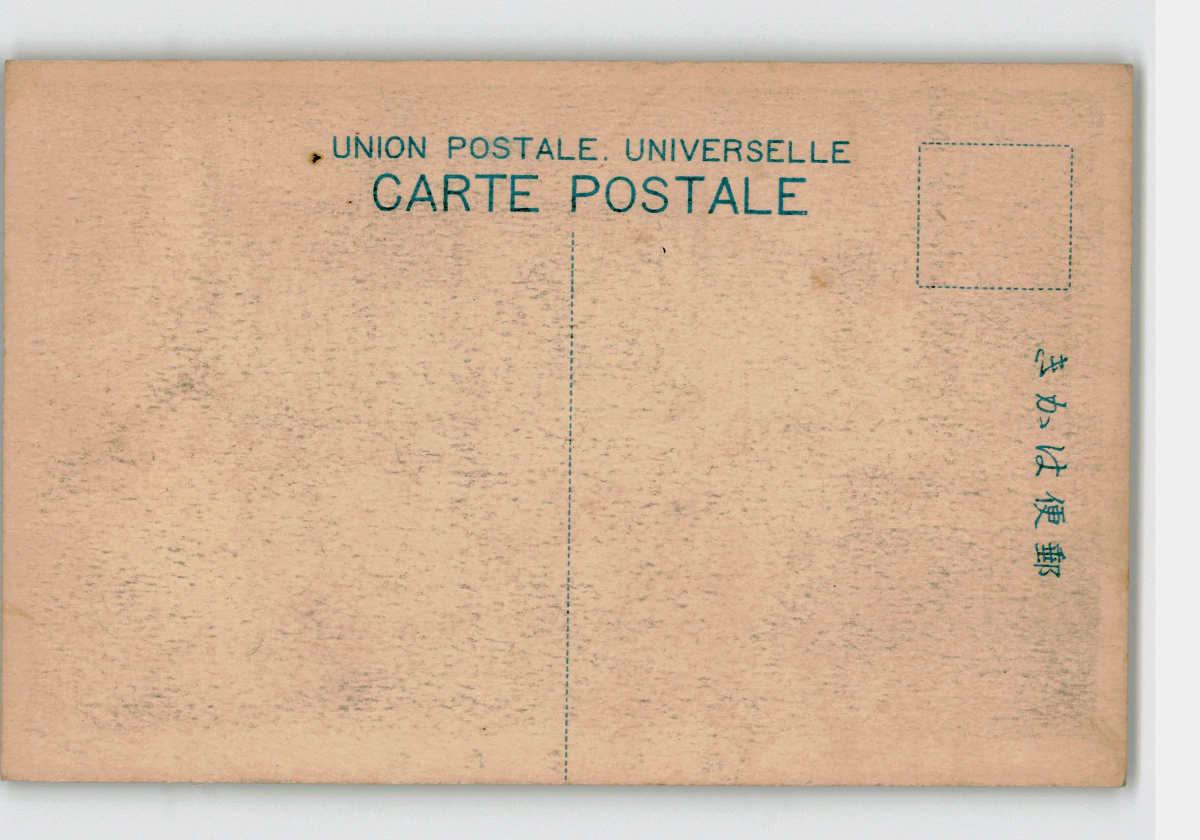 UNION POSTALE. UNIVERSELLE
CARTE POSTALE
郵便はかき